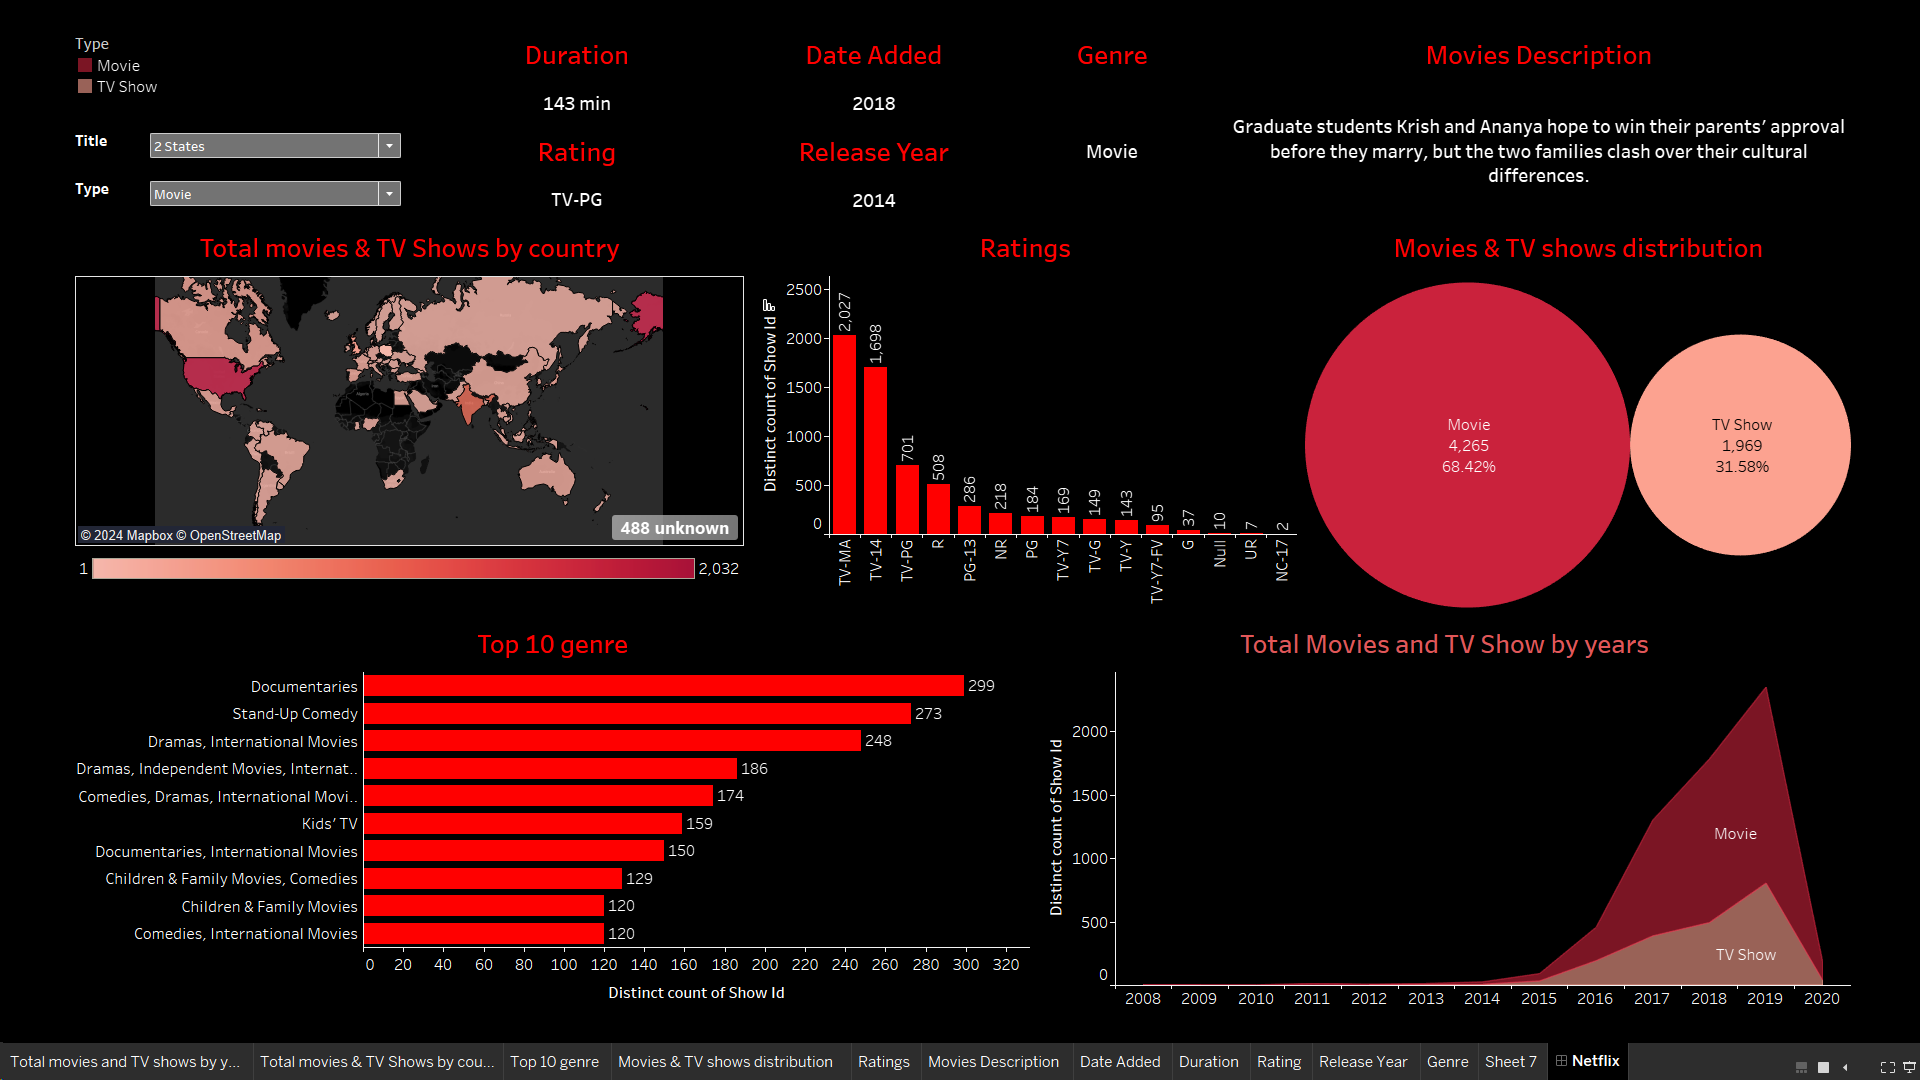 Type
Movie
TV Show
Title
2 States
Type
Movie
Duration
143 min
Rating
TV-PG
Date Added
2018
Release Year
2014
Genre
Movie
Movies Description
Graduate students Krish and Ananya hope to win their parents’ approval
before they marry, but the two families clash over their cultural
differences.
Total movies & TV Shows by country
© 2024 Mapbox © OpenStreetMap
488 unknown
1
2,032
Ratings
Distinct count of Show Id
2500
2000
1500
1000
500
0
2,027
1,698
701
508
286
218
184
169
149
143
95
37
10
7
2
TV-MA
TV-14
TV-PG
R
PG-13
NR
PG
TV-Y7
TV-G
TV-Y
TV-Y7-FV
G
Null
UR
NC-17
Movies & TV shows distribution
Movie
4,265
68.42%
TV Show
1,969
31.58%
Top 10 genre
Documentaries 299
Stand-Up Comedy 273
Dramas, International Movies 248
Dramas, Independent Movies, Internat.. 186
Comedies, Dramas, International Movi.. 174
Kids’ TV 159
Documentaries, International Movies 150
Children & Family Movies, Comedies 129
Children & Family Movies 120
Comedies, International Movies 120
0 20 40 60 80 100 120 140 160 180 200 220 240 260 280 300 320
Distinct count of Show Id
Total Movies and TV Show by years
Distinct count of Show Id
2000
1500
1000
500
0
Movie
TV Show
2008 2009 2010 2011 2012 2013 2014 2015 2016 2017 2018 2019 2020
Total movies and TV shows by y... Total movies & TV Shows by cou... Top 10 genre Movies & TV shows distribution Ratings Movies Description Date Added Duration Rating Release Year Genre Sheet 7 Netflix